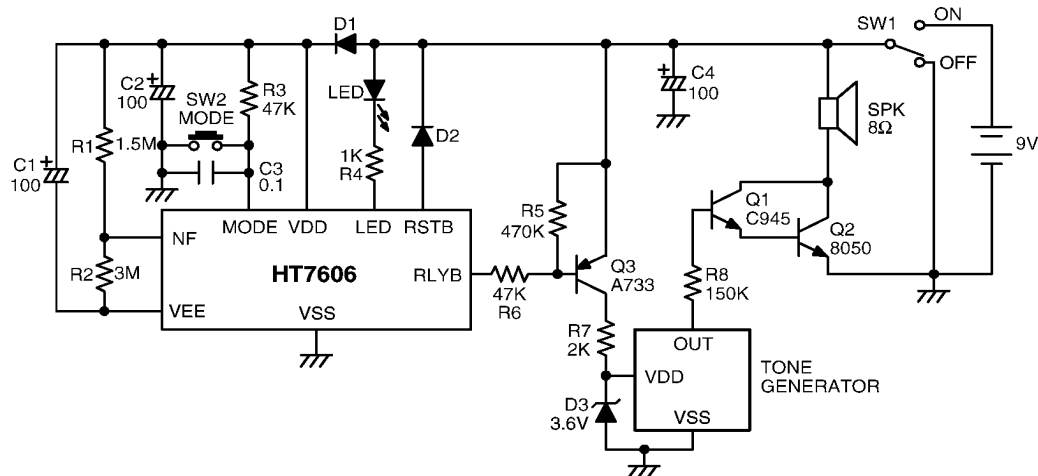 D1
SW1
ON
OFF
C2
100
SW2
MODE
R3
47K
LED
C4
100
SPK
8Ω
9V
R1
1.5M
C1
100
C3
0.1
1K
R4
D2
R2
3M
NF
MODE
VDD
LED
RSTB
HT7606
RLYB
VEE
VSS
R5
470K
47K
R6
Q3
A733
Q1
C945
Q2
8050
R8
150K
R7
2K
D3
3.6V
OUT
VDD
VSS
TONE
GENERATOR